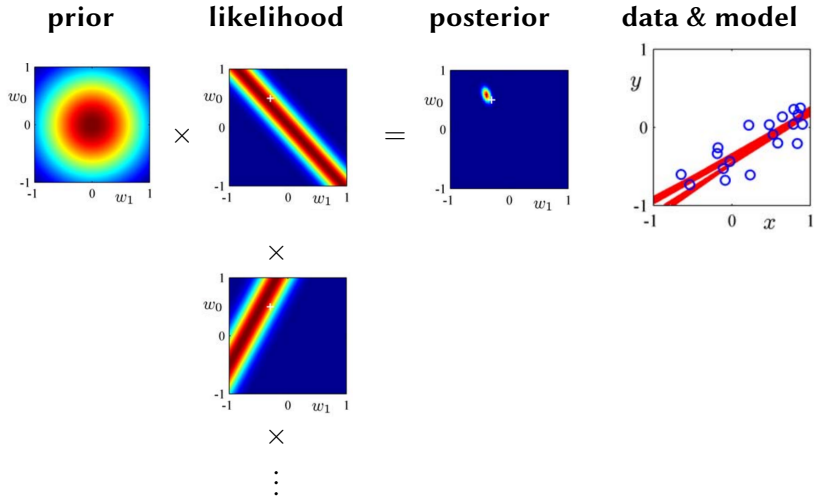 prior likelihood posterior data & model
1 w₀ 0 -1 -1 0 w₁ 1
×
1 w₀ 0 -1 -1 0 w₁ 1
=
1 w₀ 0 -1 -1 0 w₁ 1
1 y 0 -1 -1 0 x 1
×
1 w₀ 0 -1 -1 0 w₁ 1
×
⋮